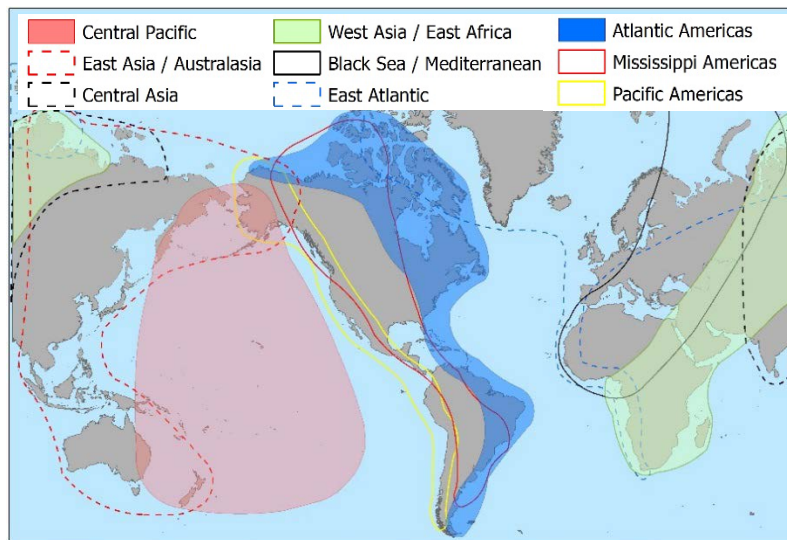 Central Pacific
West Asia / East Africa
Atlantic Americas
East Asia / Australasia
Black Sea / Mediterranean
Mississippi Americas
Central Asia
East Atlantic
Pacific Americas